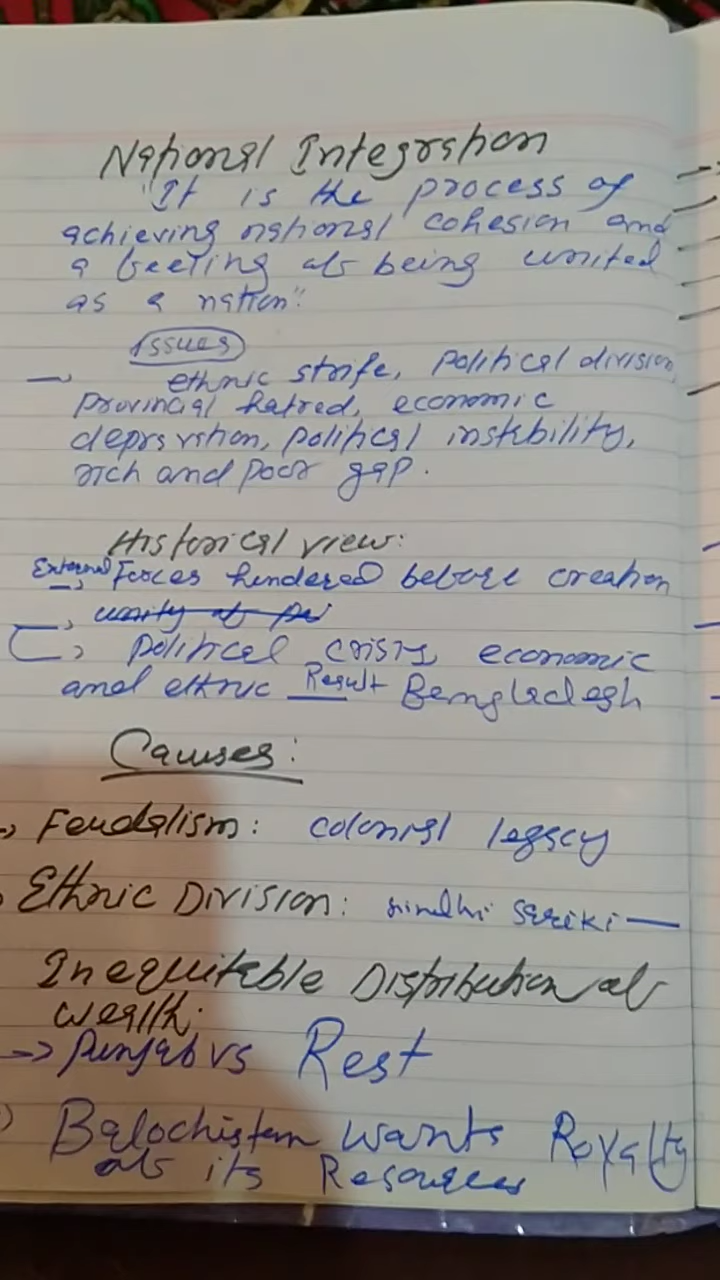 National Integration
"It is the process of
achieving national cohesion and
a feeling of being united
as a nation".
Issues
ethnic strife, political division,
provincial hatred, economic
deprivation, political instability,
rich and poor gap.
Historical view:
External Forces hindered before creation
unity of
political crisis, economic
and ethnic Result Bangladesh
Causes:
→ Feudalism: colonial legacy
Ethnic Division: sindhi sariki —
Inequitable Distribution of
wealth:
→ Punjab vs Rest
Balochistan wants Royalty
of its Resources